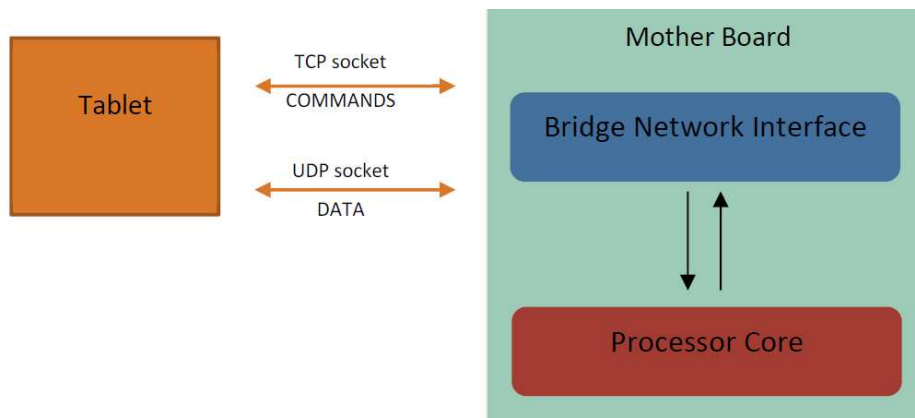 Tablet
TCP socket
COMMANDS
UDP socket
DATA
Mother Board
Bridge Network Interface
Processor Core